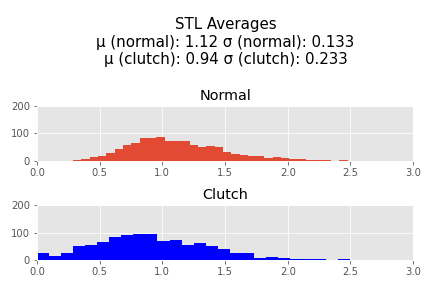 STL Averages
μ (normal): 1.12 σ (normal): 0.133
μ (clutch): 0.94 σ (clutch): 0.233
Normal
200
100
0
0.0 0.5 1.0 1.5 2.0 2.5 3.0
Clutch
200
100
0
0.0 0.5 1.0 1.5 2.0 2.5 3.0